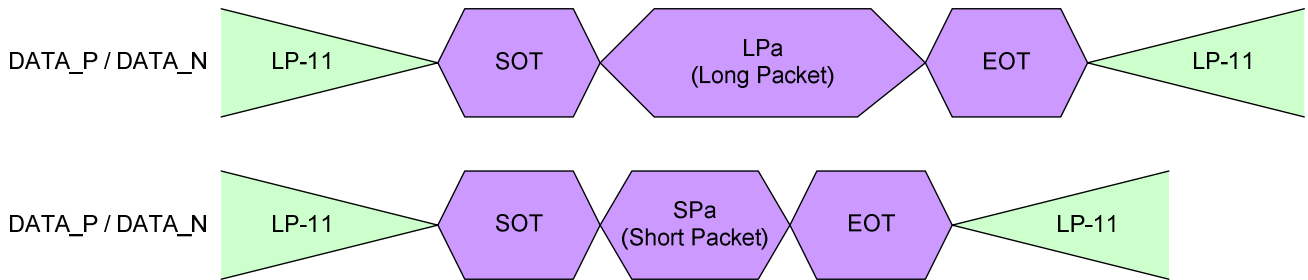 DATA_P / DATA_N LP-11 SOT LPa EOT LP-11
(Long Packet)
DATA_P / DATA_N LP-11 SOT SPa EOT LP-11
(Short Packet)